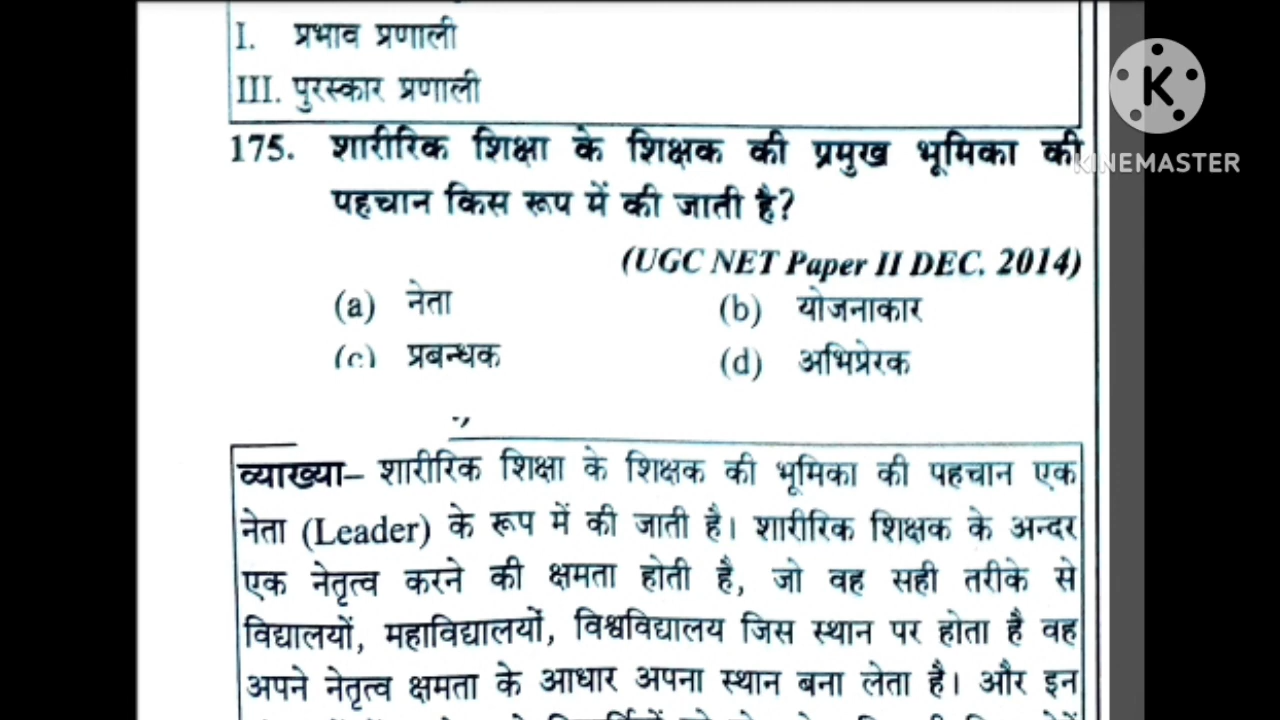 I. प्रभाव प्रणाली
III. पुरस्कार प्रणाली
175. शारीरिक शिक्षा के शिक्षक की प्रमुख भूमिका की
पहचान किस रूप में की जाती है?
(UGC NET Paper II DEC. 2014)
(a) नेता (b) योजनाकार
(c) प्रबन्धक (d) अभिप्रेरक
व्याख्या– शारीरिक शिक्षा के शिक्षक की भूमिका की पहचान एक
नेता (Leader) के रूप में की जाती है। शारीरिक शिक्षक के अन्दर
एक नेतृत्व करने की क्षमता होती है, जो वह सही तरीके से
विद्यालयों, महाविद्यालयों, विश्वविद्यालय जिस स्थान पर होता है वह
अपने नेतृत्व क्षमता के आधार अपना स्थान बना लेता है। और इन
K
KINEMASTER